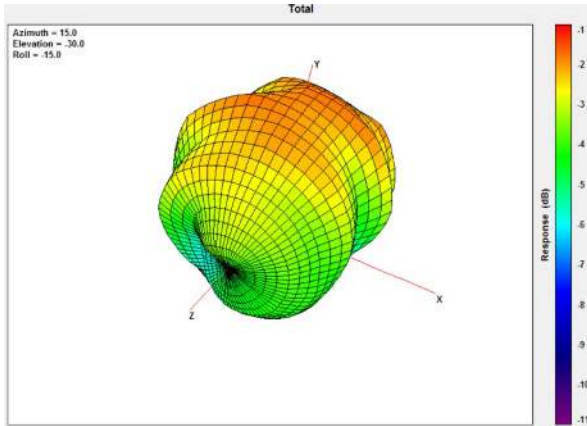 Total
Azimuth = 15.0
Elevation = -30.0
Roll = -15.0
Y
X
Z
-1
-2
-3
-4
-5
-6
-7
-8
-9
-10
-11
Response (dB)